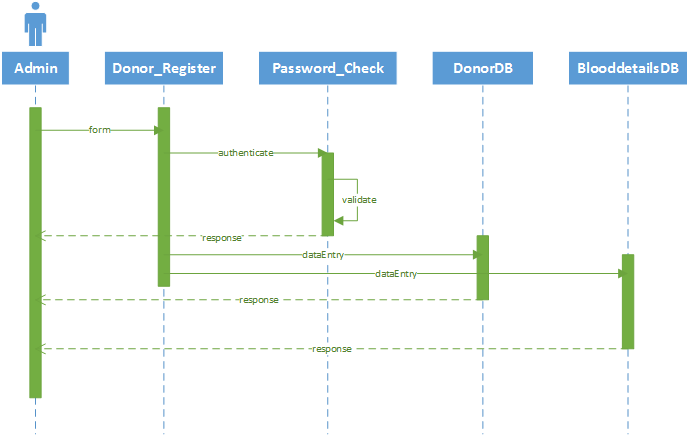 Admin
Donor_Register
Password_Check
DonorDB
BlooddetailsDB
form
authenticate
validate
response
dataEntry
dataEntry
response
response